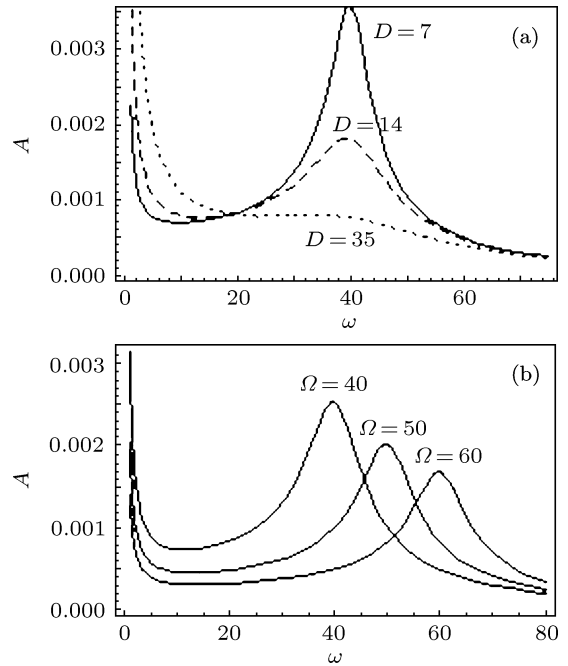 (a)
D = 7
D = 14
D = 35
A
0.003
0.002
0.001
0.000
0 20 40 60
ω
(b)
Ω = 40
Ω = 50
Ω = 60
A
0.003
0.002
0.001
0.000
0 20 40 60 80
ω